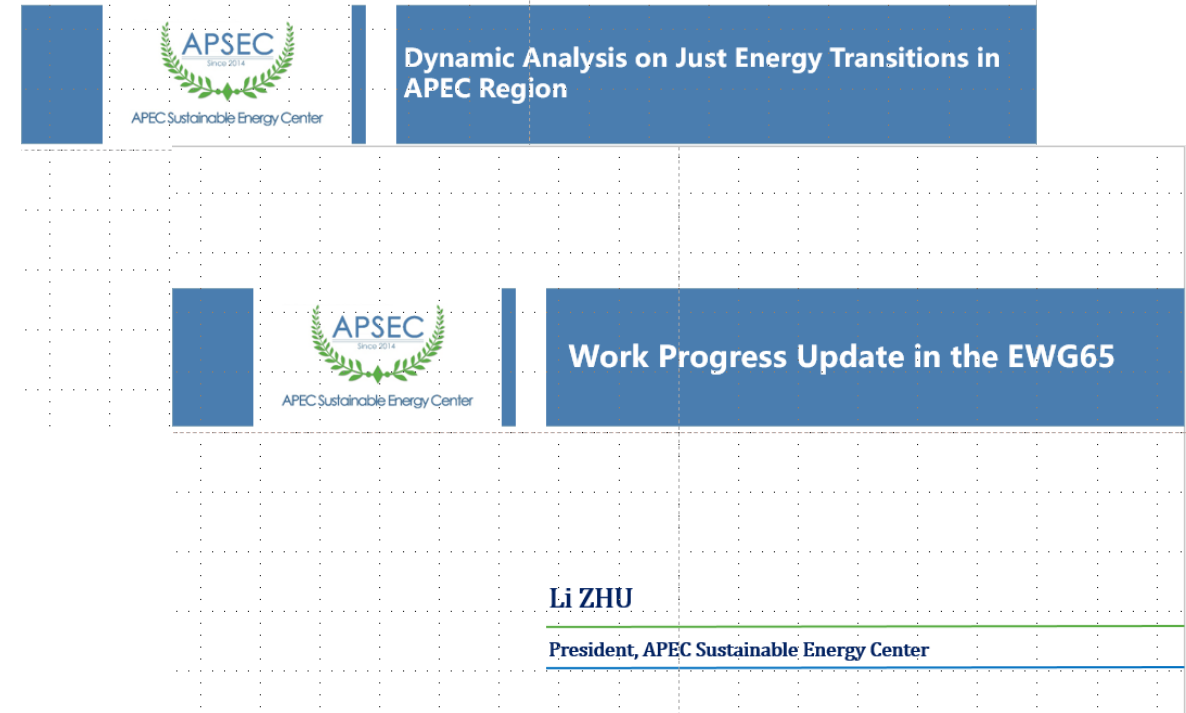 APSEC
Since 2014
APEC Sustainable Energy Center
Dynamic Analysis on Just Energy Transitions in
APEC Region
APSEC
Since 2014
APEC Sustainable Energy Center
Work Progress Update in the EWG65
Li ZHU
President, APEC Sustainable Energy Center